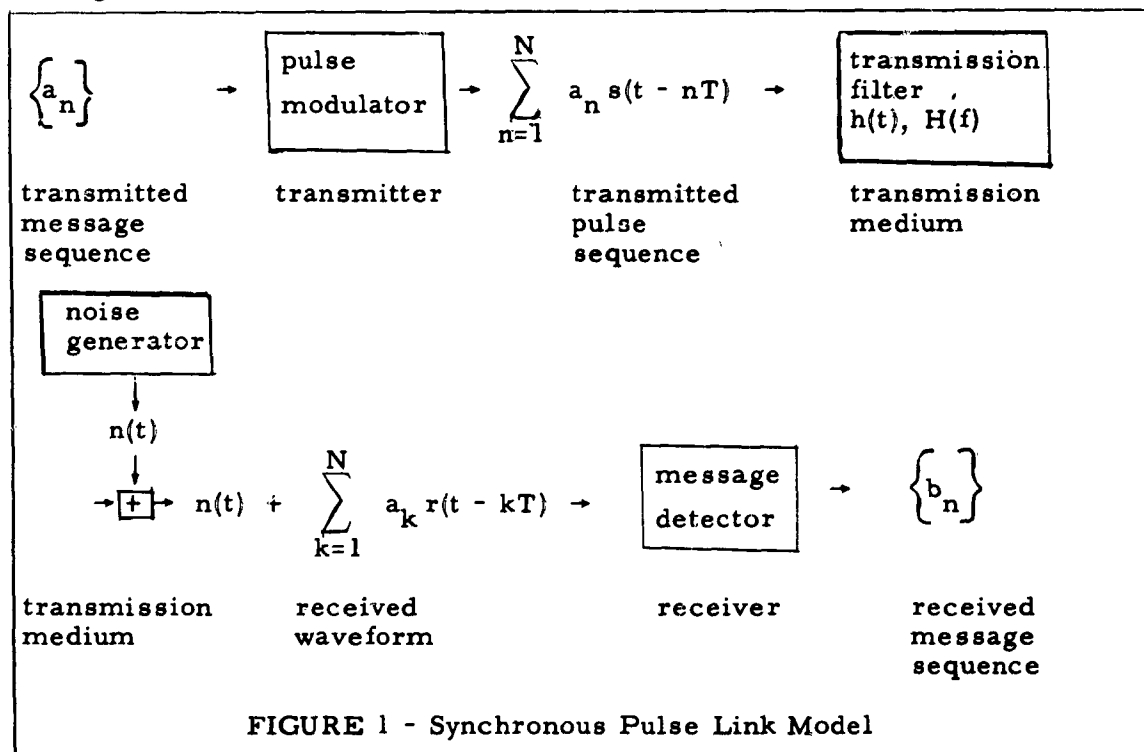 {a_n} → pulse modulator → N ∑ n=1 a_n s(t - nT) → transmission filter, h(t), H(f)
transmitted message sequence transmitter transmitted pulse sequence transmission medium
noise generator
↓
n(t)
↓
→ + → n(t) + N ∑ k=1 a_k r(t - kT) → message detector → {b_n}
transmission medium received waveform receiver received message sequence
FIGURE 1 - Synchronous Pulse Link Model